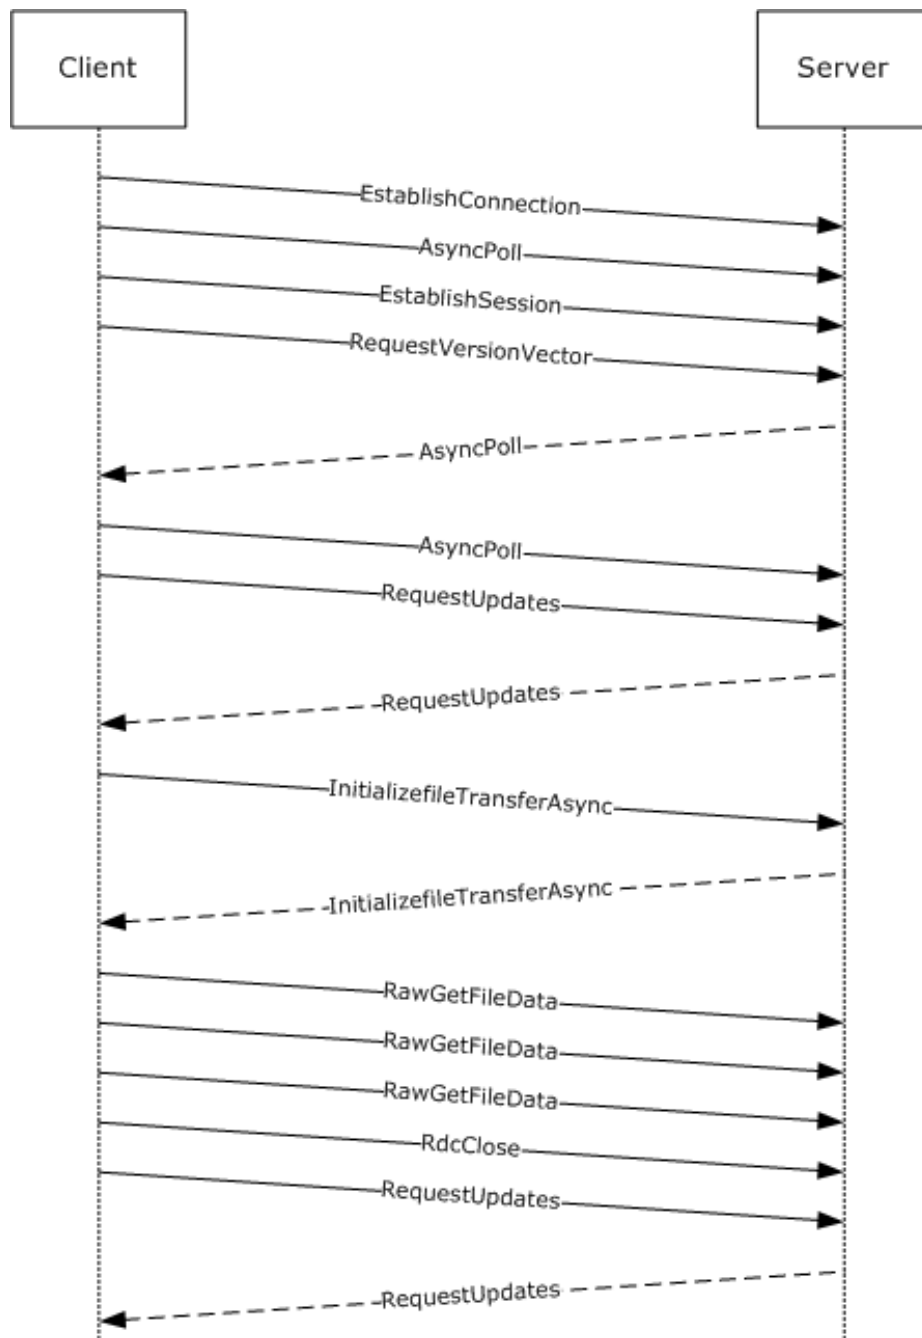 Client
Server
EstablishConnection
AsyncPoll
EstablishSession
RequestVersionVector
AsyncPoll
AsyncPoll
RequestUpdates
RequestUpdates
InitializefileTransferAsync
InitializefileTransferAsync
RawGetFileData
RawGetFileData
RawGetFileData
RdcClose
RequestUpdates
RequestUpdates